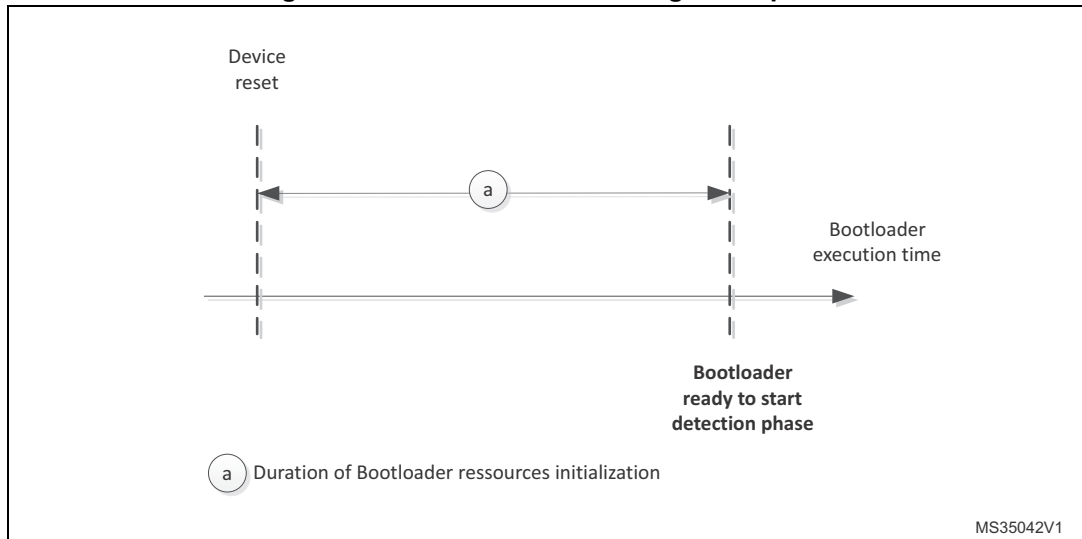 Device
reset
a
Bootloader
execution time
Bootloader
ready to start
detection phase
a Duration of Bootloader ressources initialization
MS35042V1